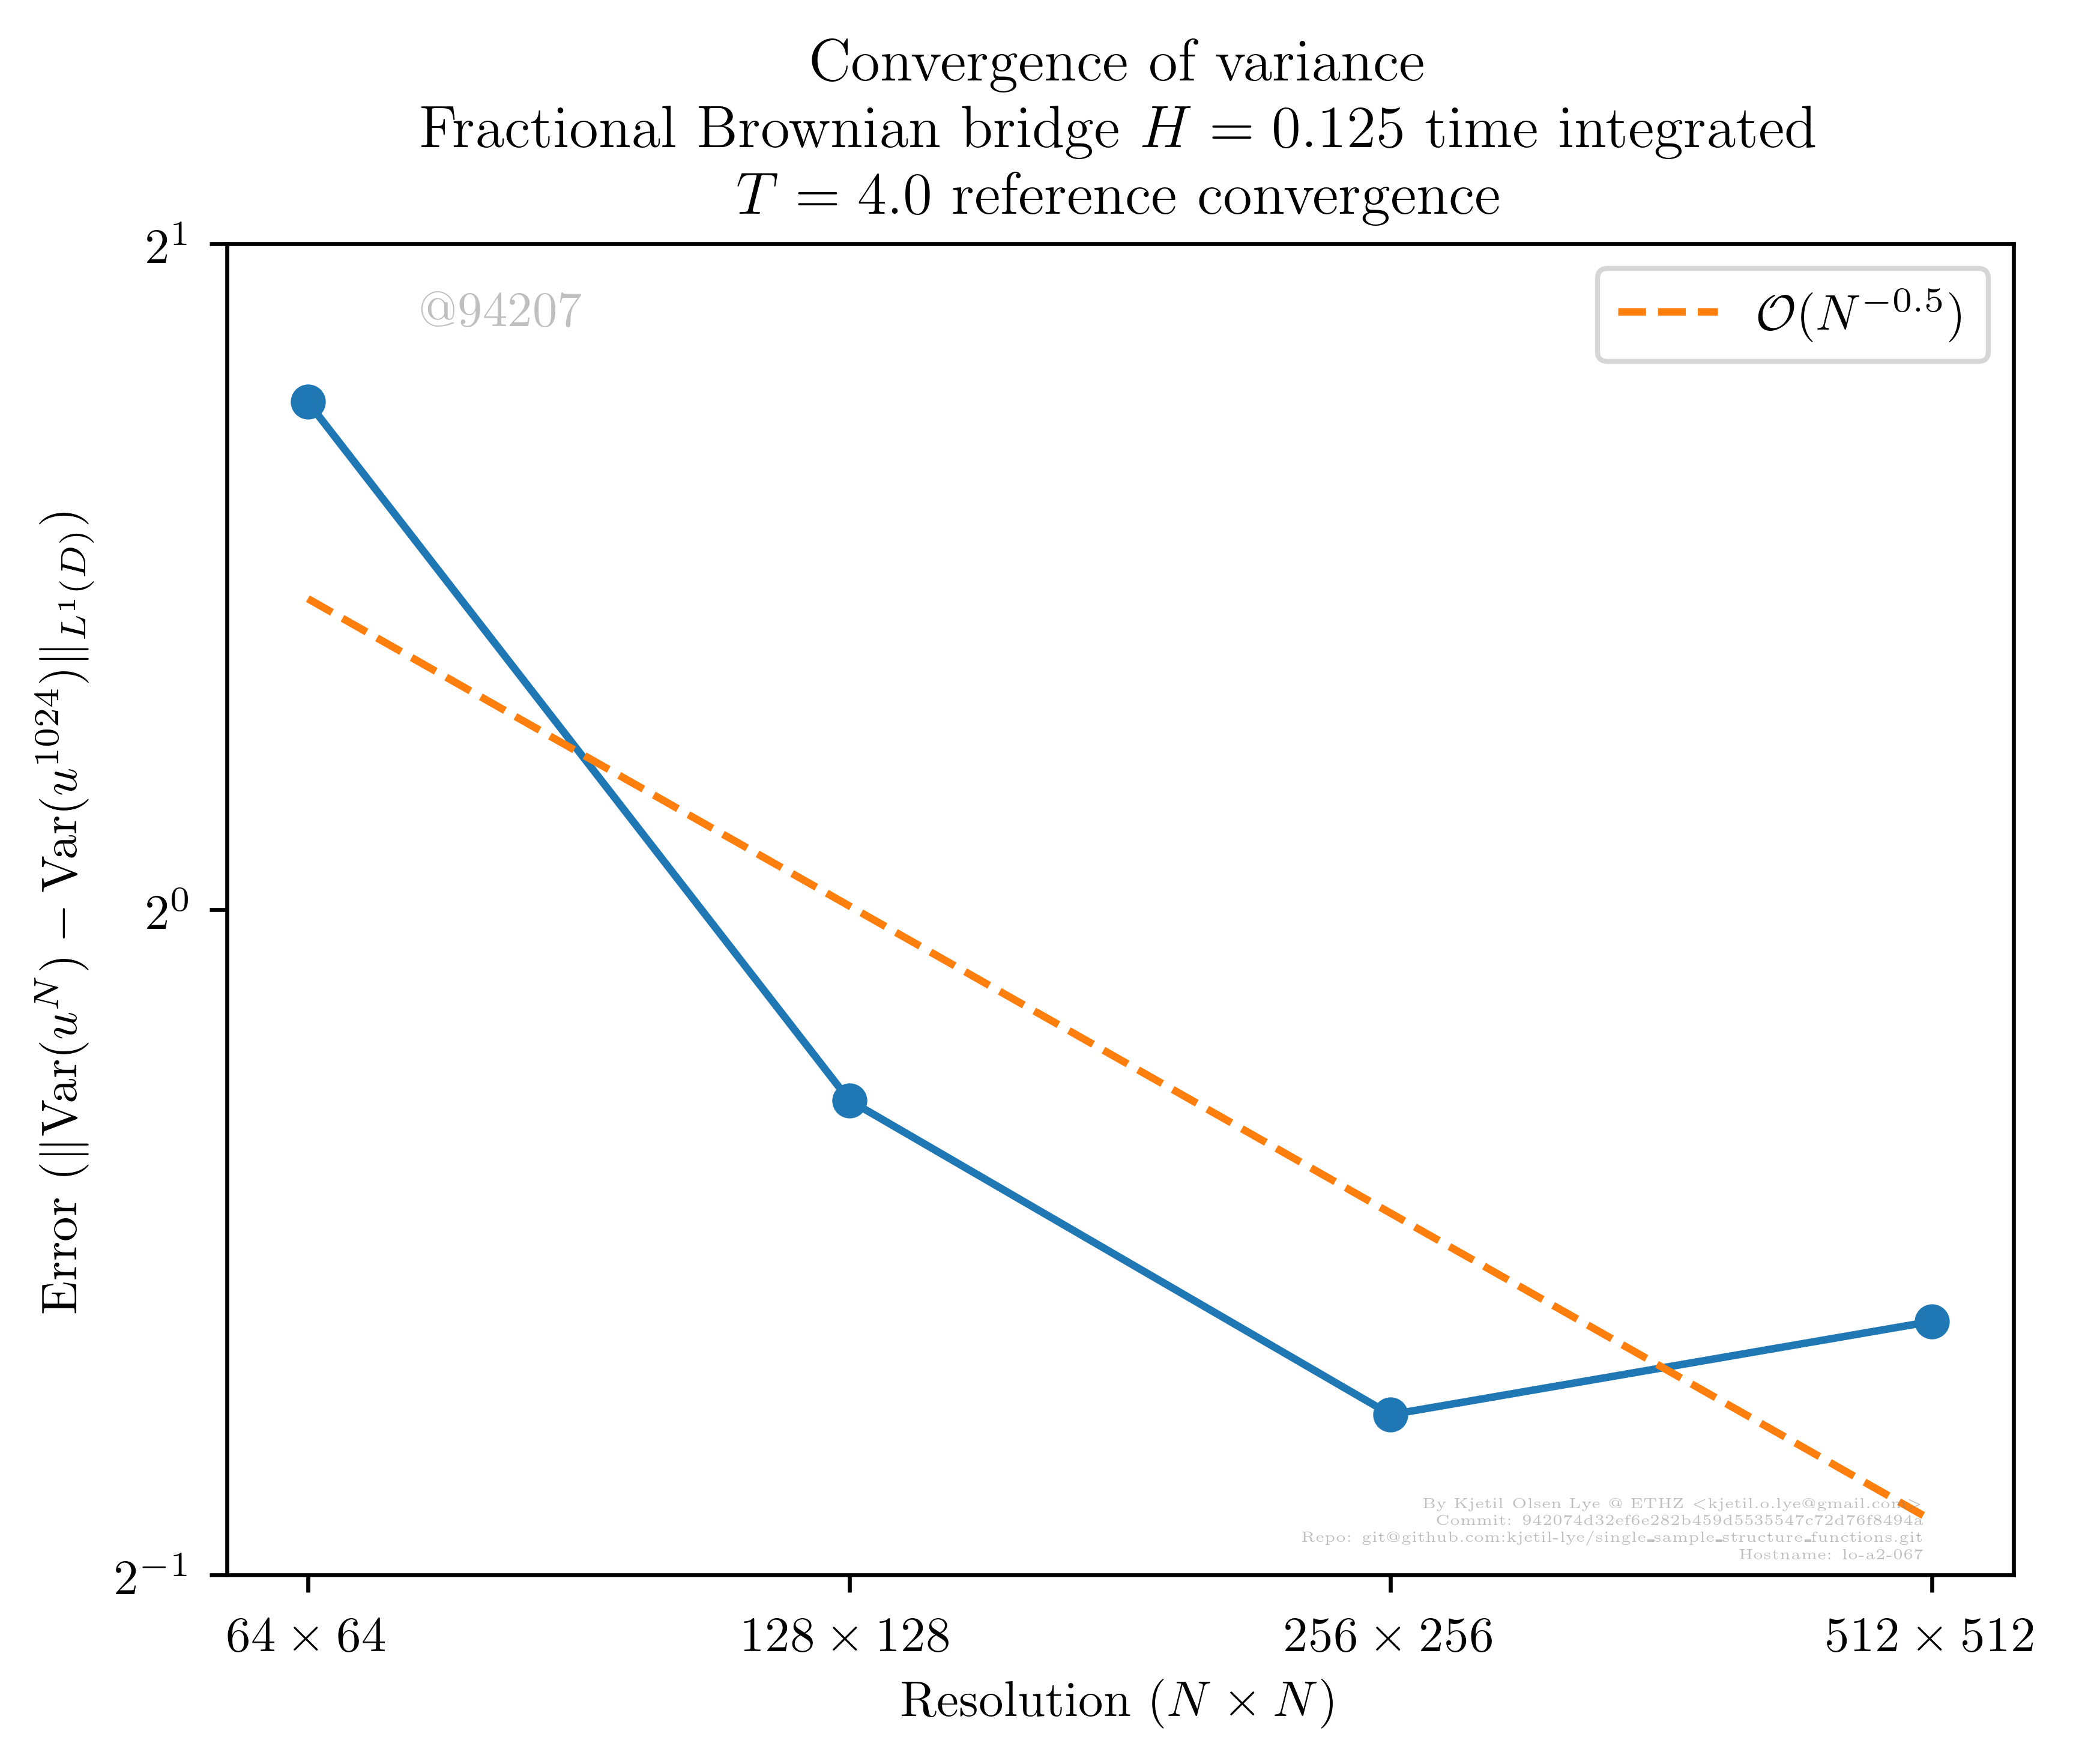 Convergence of variance
Fractional Brownian bridge H = 0.125 time integrated
T = 4.0 reference convergence
2^1
@94207
O(N^{-0.5})
2^0
Error (||Var(u^N) − Var(u^{1024})||_{L^1(D)})
By Kjetil Olsen Lye @ ETHZ <kjetil.o.lye@gmail.com>
Commit: 942074d32ef6e282b459d5535547c72d76f8494a
Repo: git@github.com:kjetil-lye/single_sample_structure_functions.git
Hostname: lo-a2-067
2^{-1}
64 × 64 128 × 128 256 × 256 512 × 512
Resolution (N × N)